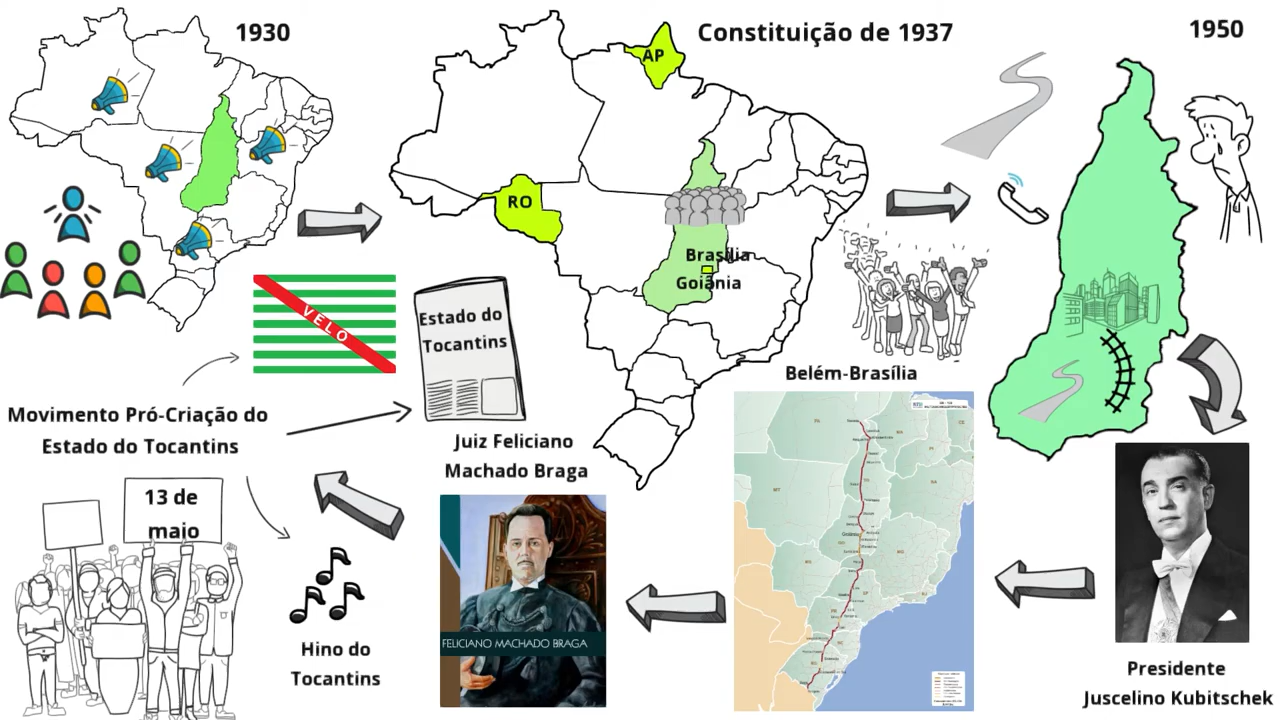 1930
Constituição de 1937
1950
AP
RO
Brasília
Goiânia
VELO
Estado do
Tocantins
Belém-Brasília
Movimento Pró-Criação do
Estado do Tocantins
Juiz Feliciano
Machado Braga
13 de
maio
FELICIANO MACHADO BRAGA
Hino do
Tocantins
Presidente
Juscelino Kubitschek